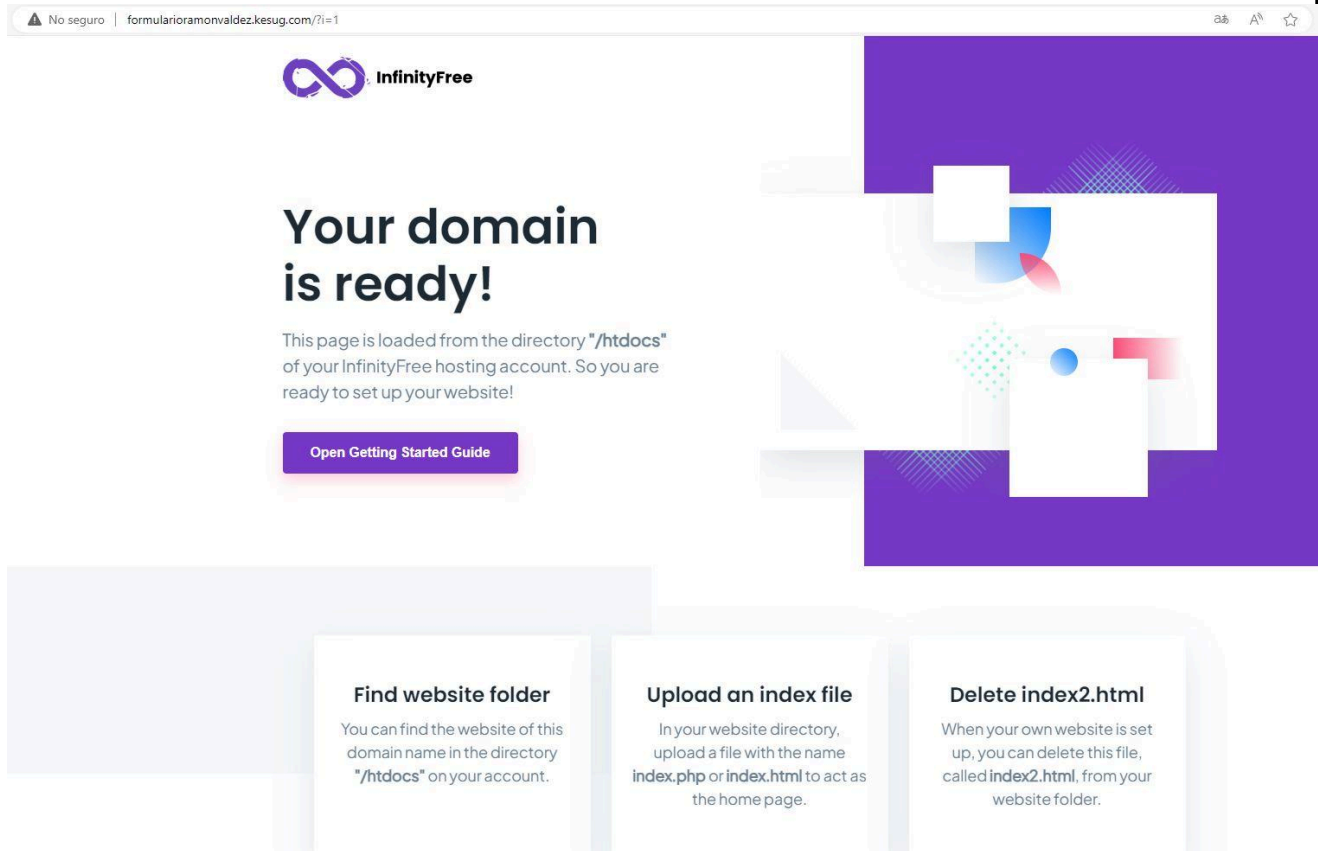 No seguro
formularioramonvaldez.kesug.com/?i=1
InfinityFree
Your domain
is ready!
This page is loaded from the directory "/htdocs"
of your InfinityFree hosting account. So you are
ready to set up your website!
Open Getting Started Guide
Find website folder
You can find the website of this
domain name in the directory
"/htdocs" on your account.
Upload an index file
In your website directory,
upload a file with the name
index.php or index.html to act as
the home page.
Delete index2.html
When your own website is set
up, you can delete this file,
called index2.html, from your
website folder.